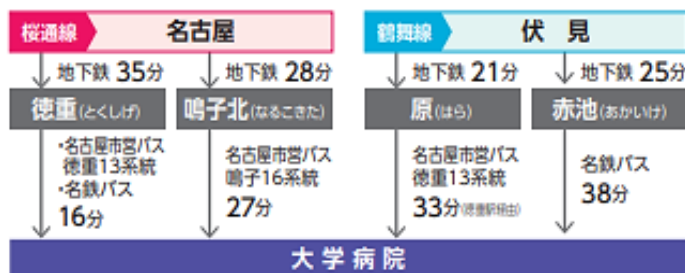 桜通線 名古屋 鶴舞線 伏見
地下鉄 35分 地下鉄 28分 地下鉄 21分 地下鉄 25分
徳重(とくしげ) 鳴子北(なるこきた) 原(はら) 赤池(あかいけ)
・名古屋市営バス
徳重13系統
・名鉄バス
16分
名古屋市営バス
鳴子16系統
27分
名古屋市営バス
徳重13系統
33分(徳重駅経由)
名鉄バス
38分
大学病院